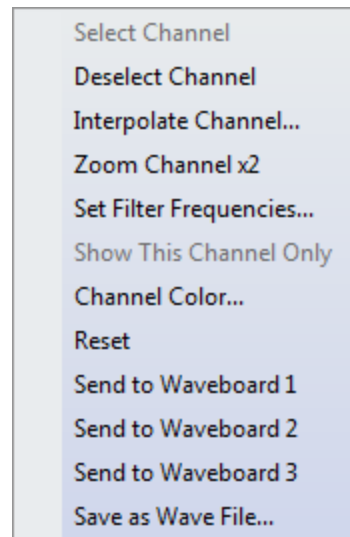 Select Channel
Deselect Channel
Interpolate Channel...
Zoom Channel x2
Set Filter Frequencies...
Show This Channel Only
Channel Color...
Reset
Send to Waveboard 1
Send to Waveboard 2
Send to Waveboard 3
Save as Wave File...